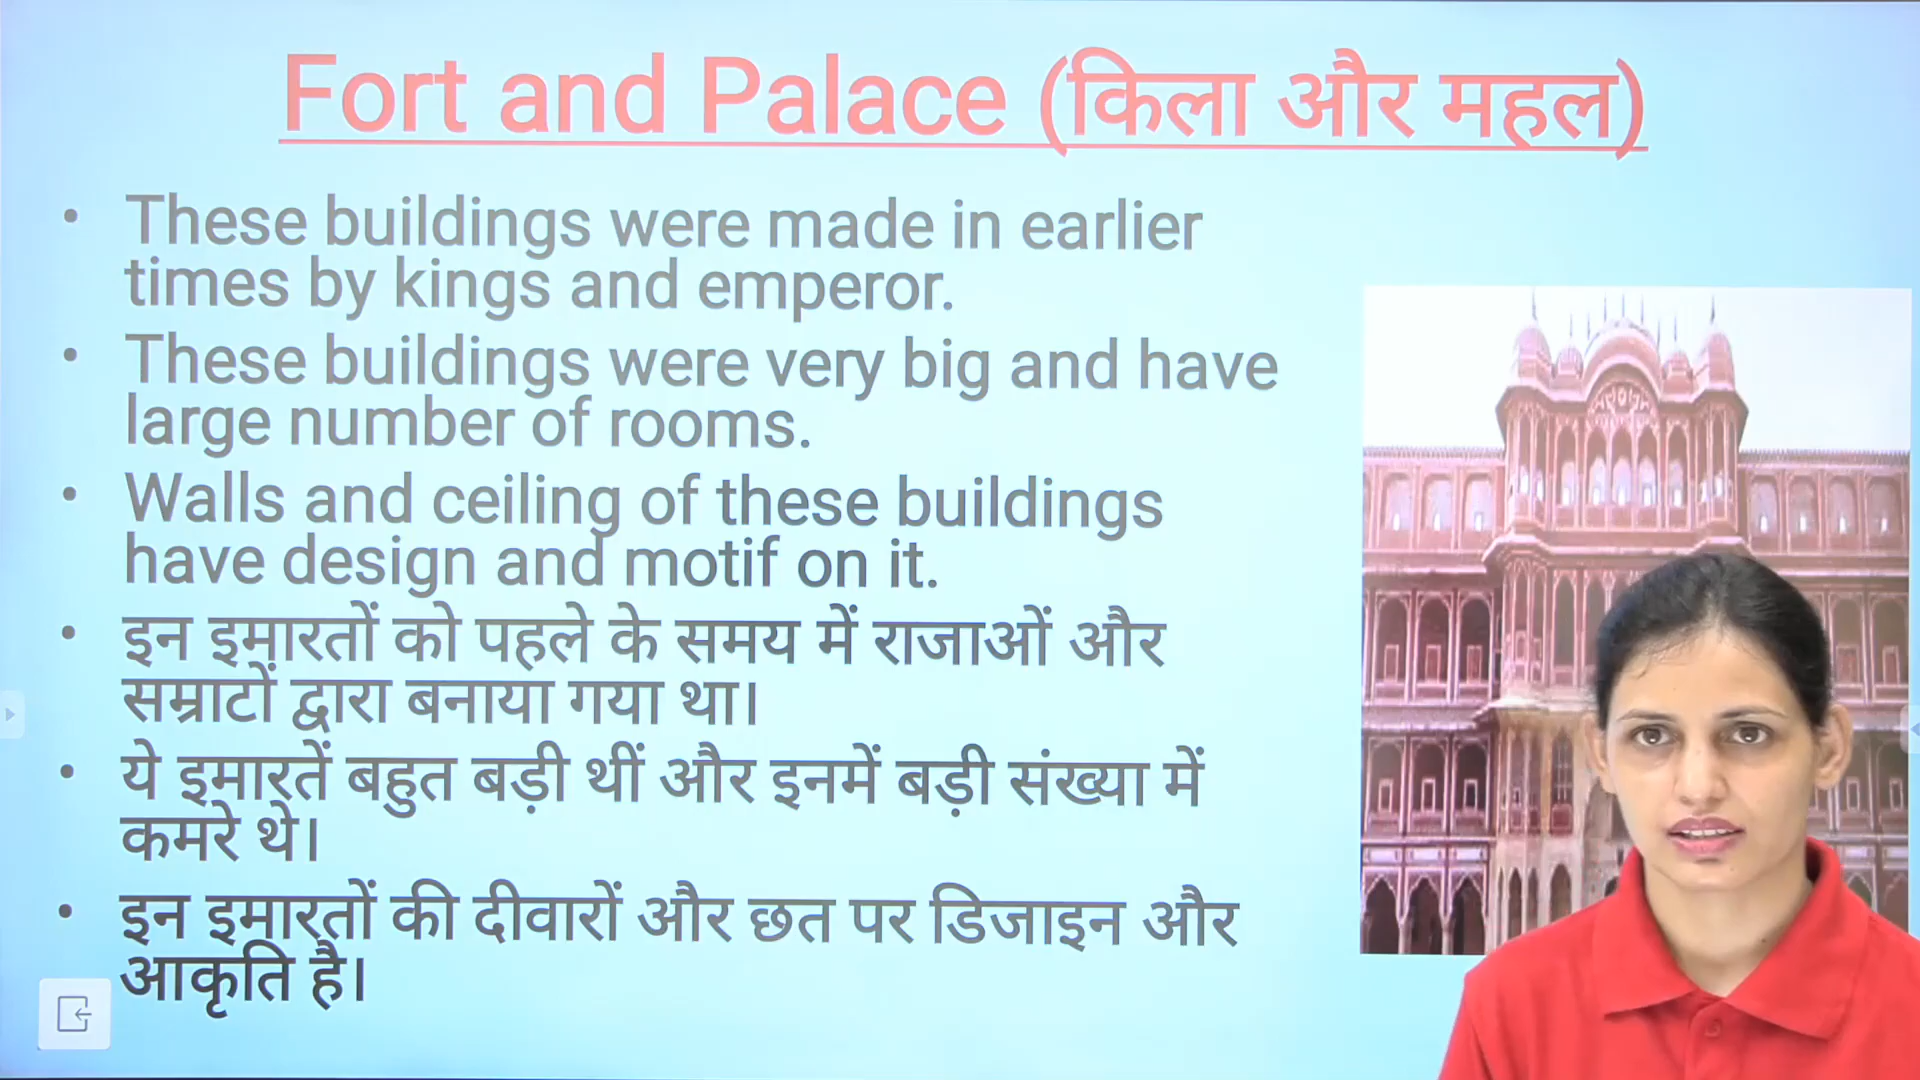 Fort and Palace (किला और महल)
• These buildings were made in earlier
times by kings and emperor.
• These buildings were very big and have
large number of rooms.
• Walls and ceiling of these buildings
have design and motif on it.
• इन इमारतों को पहले के समय में राजाओं और
सम्राटों द्वारा बनाया गया था।
• ये इमारतें बहुत बड़ी थीं और इनमें बड़ी संख्या में
कमरे थे।
• इन इमारतों की दीवारों और छत पर डिजाइन और
आकृति है।